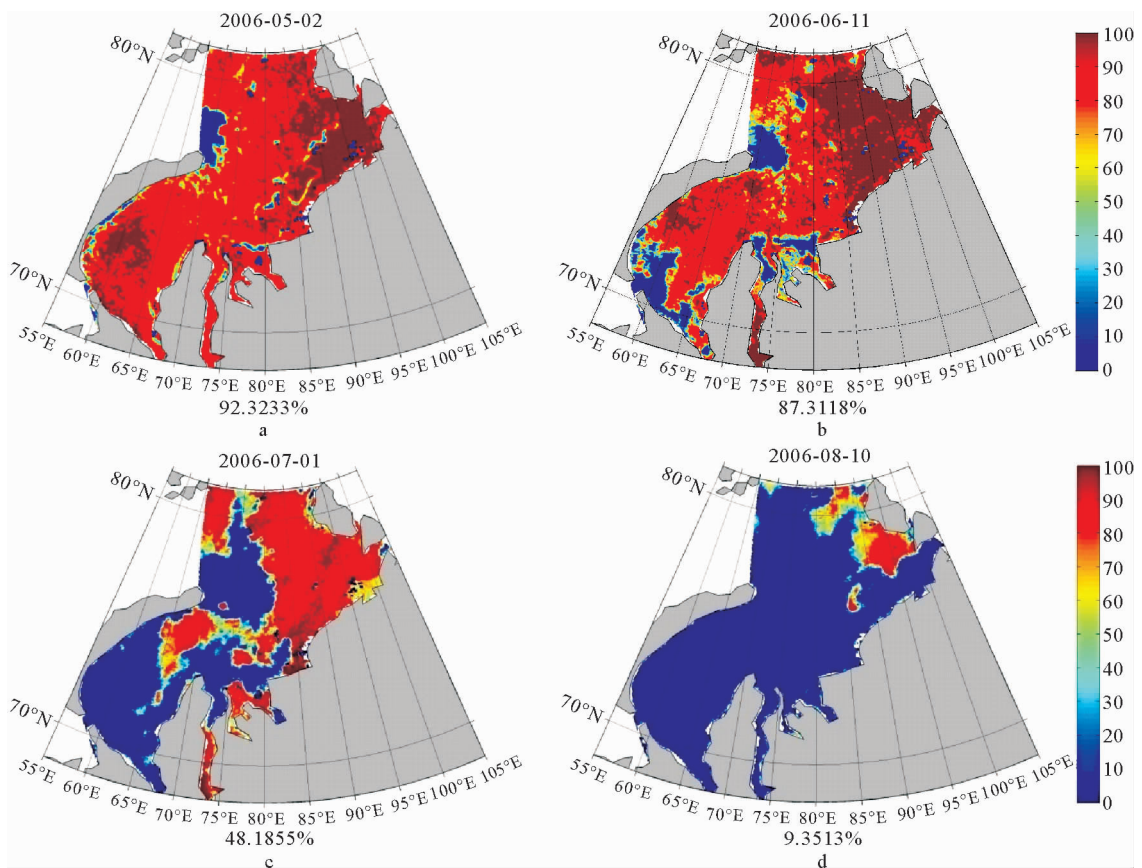 2006-05-02
80°N
70°N
55°E
60°E
65°E
70°E
75°E
80°E
85°E
90°E
95°E
100°E
105°E
92.3233%
a
2006-06-11
80°N
70°N
55°E
60°E
65°E
70°E
75°E
80°E
85°E
90°E
95°E
100°E
105°E
87.3118%
b
100
90
80
70
60
50
40
30
20
10
0
2006-07-01
80°N
70°N
55°E
60°E
65°E
70°E
75°E
80°E
85°E
90°E
95°E
100°E
105°E
48.1855%
c
2006-08-10
80°N
70°N
55°E
60°E
65°E
70°E
75°E
80°E
85°E
90°E
95°E
100°E
105°E
9.3513%
d
100
90
80
70
60
50
40
30
20
10
0